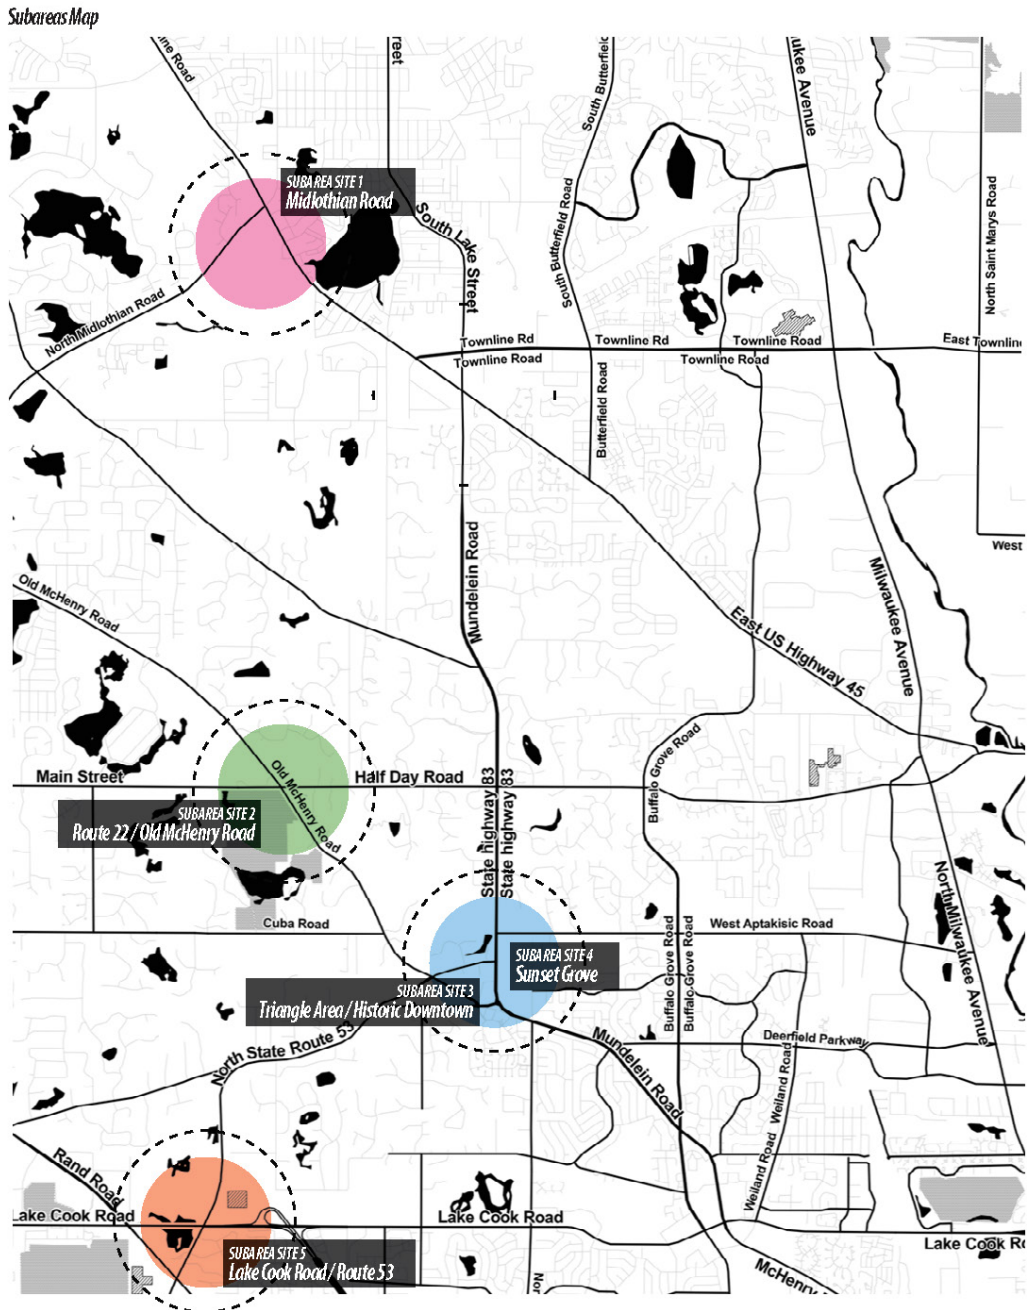 Subareas Map
ine Road
reet
South Butterfield
ukee Avenue
SUBAREA SITE 1
Midlothian Road
South Lake Street
South Butterfield Road
North Saint Marys Road
North Midlothian Road
Townline Rd
Townline Rd
Townline Road
East Townline
Townline Road
Townline Road
Butterfield Road
Mundelein Road
West
Old McHenry Road
Milwaukee Avenue
East US Highway 45
Buffalo Grove Road
Main Street
Old McHenry Road
Half Day Road
State highway 83
State highway 83
SUBAREA SITE 2
Route 22 / Old McHenry Road
Cuba Road
West Aptakisic Road
North Milwaukee Avenue
SUBAREA SITE 4
Sunset Grove
SUBAREA SITE 3
Triangle Area / Historic Downtown
Buffalo Grove Road
Buffalo Grove Road
North State Route 53
Mundelein Road
Deerfield Parkway
Weiland Road
Weiland Road
Rand Road
Lake Cook Road
Lake Cook Road
Lake Cook Ro
SUBAREA SITE 5
Lake Cook Road / Route 53
Nor
McHenry